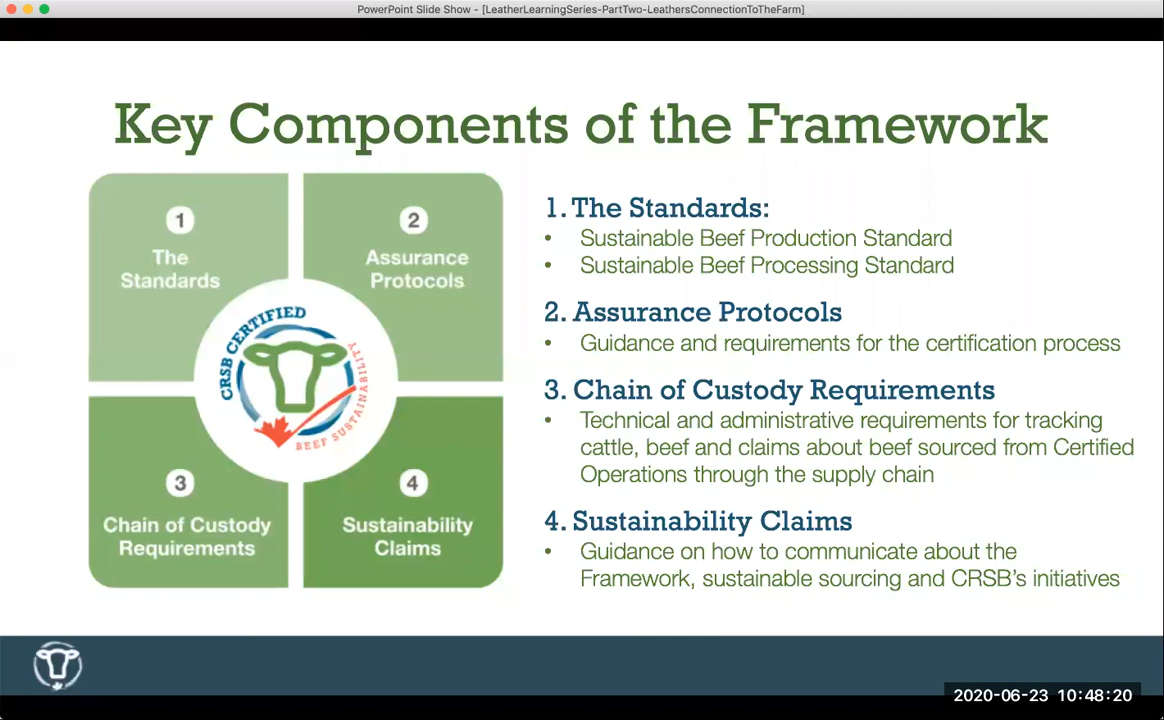 PowerPoint Slide Show - [LeatherLearningSeries-PartTwo-LeathersConnectionToTheFarm]
Key Components of the Framework
1
The
Standards
2
Assurance
Protocols
CRSB CERTIFIED
BEEF SUSTAINABILITY
3
Chain of Custody
Requirements
4
Sustainability
Claims
1. The Standards:
• Sustainable Beef Production Standard
• Sustainable Beef Processing Standard
2. Assurance Protocols
• Guidance and requirements for the certification process
3. Chain of Custody Requirements
• Technical and administrative requirements for tracking
cattle, beef and claims about beef sourced from Certified
Operations through the supply chain
4. Sustainability Claims
• Guidance on how to communicate about the
Framework, sustainable sourcing and CRSB's initiatives
2020-06-23 10:48:20